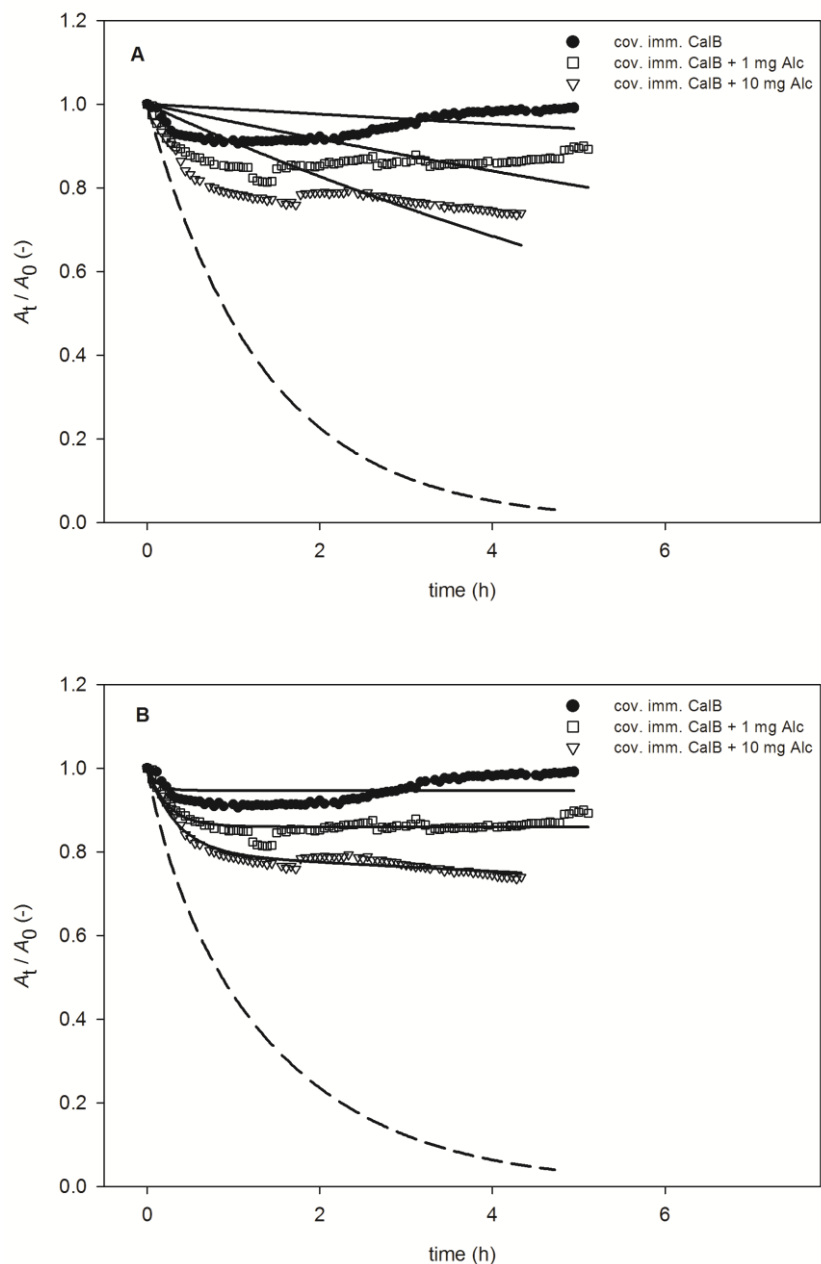 1.2
A
cov. imm. CalB
cov. imm. CalB + 1 mg Alc
cov. imm. CalB + 10 mg Alc
1.0
0.8
0.6
0.4
0.2
0.0
At / A0 (-)
0 2 4 6
time (h)
1.2
B
cov. imm. CalB
cov. imm. CalB + 1 mg Alc
cov. imm. CalB + 10 mg Alc
1.0
0.8
0.6
0.4
0.2
0.0
At / A0 (-)
0 2 4 6
time (h)